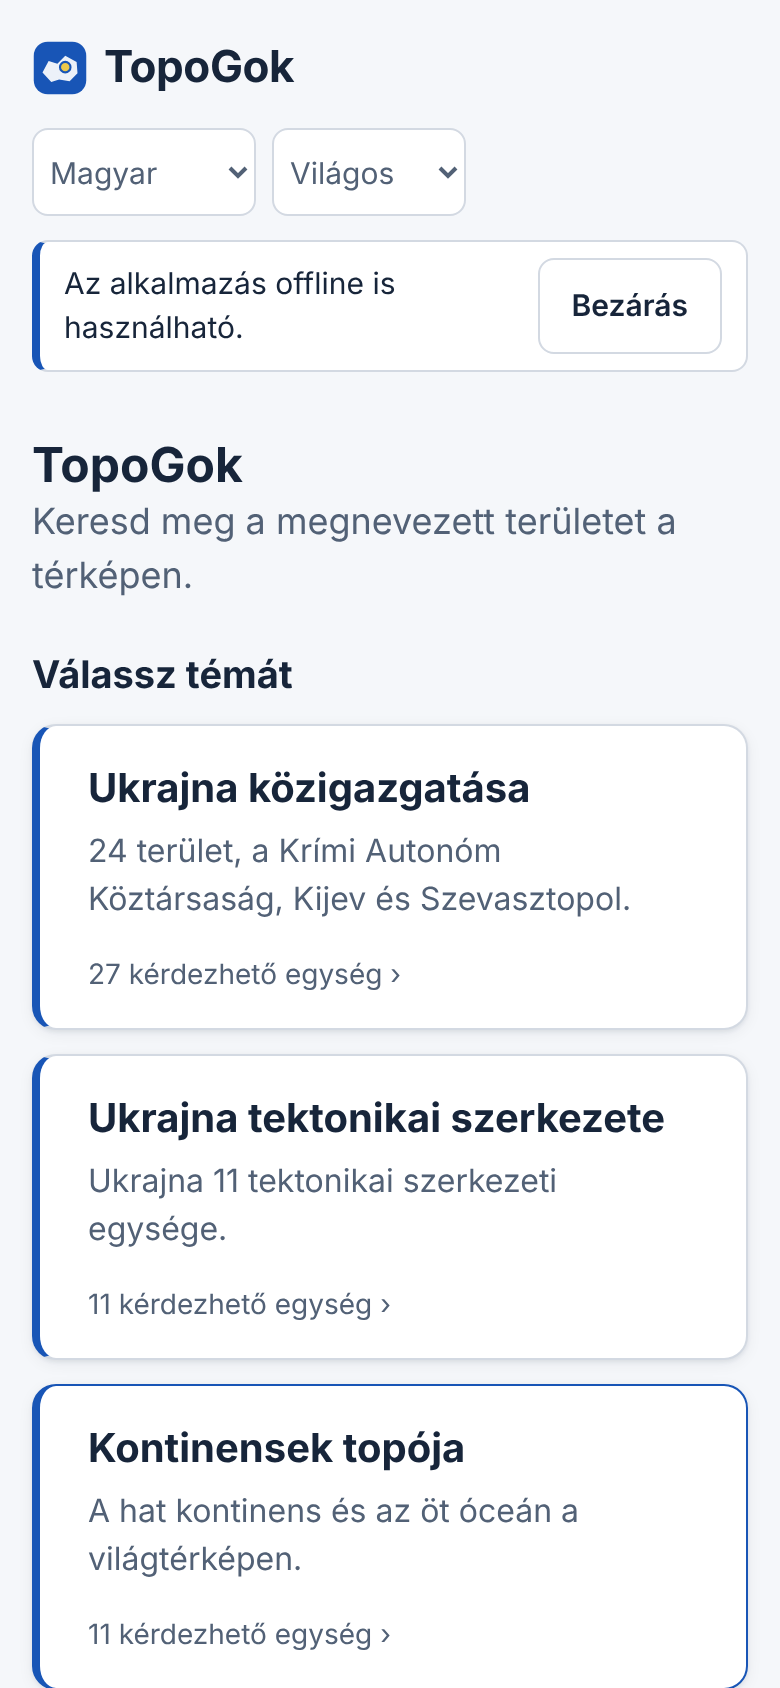 TopoGok
Magyar
Világos
Az alkalmazás offline is
használható.
Bezárás
TopoGok
Keresd meg a megnevezett területet a
térképen.
Válassz témát
Ukrajna közigazgatása
24 terület, a Krími Autonóm
Köztársaság, Kijev és Szevasztopol.
27 kérdezhető egység ›
Ukrajna tektonikai szerkezete
Ukrajna 11 tektonikai szerkezeti
egysége.
11 kérdezhető egység ›
Kontinensek topója
A hat kontinens és az öt óceán a
világtérképen.
11 kérdezhető egység ›